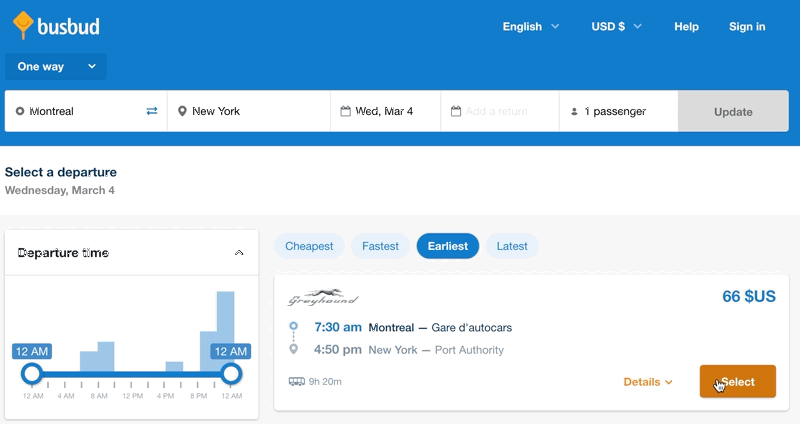 busbud
English
USD $
Help
Sign in
One way
Montreal
New York
Wed, Mar 4
Add a return
1 passenger
Update
Select a departure
Wednesday, March 4
Departure time
12 AM
12 AM
12 AM 4 AM 8 AM 12 PM 4 PM 8 PM 12 AM
Cheapest
Fastest
Earliest
Latest
Greyhound
66 $US
7:30 am Montreal — Gare d'autocars
4:50 pm New York — Port Authority
9h 20m
Details
Select